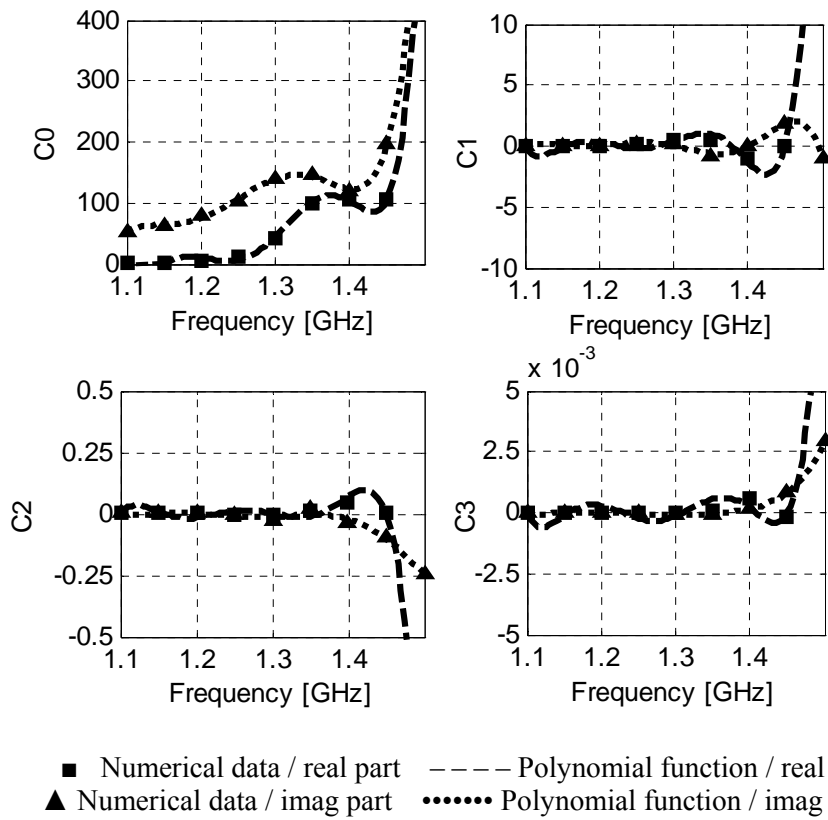 400
300
200
100
0
C0
1.1 1.2 1.3 1.4
Frequency [GHz]
10
5
0
-5
-10
C1
1.1 1.2 1.3 1.4
Frequency [GHz]
0.5
0.25
0
-0.25
-0.5
C2
1.1 1.2 1.3 1.4
Frequency [GHz]
x 10-3
5
2.5
0
-2.5
-5
C3
1.1 1.2 1.3 1.4
Frequency [GHz]
Numerical data / real part Polynomial function / real
Numerical data / imag part Polynomial function / imag